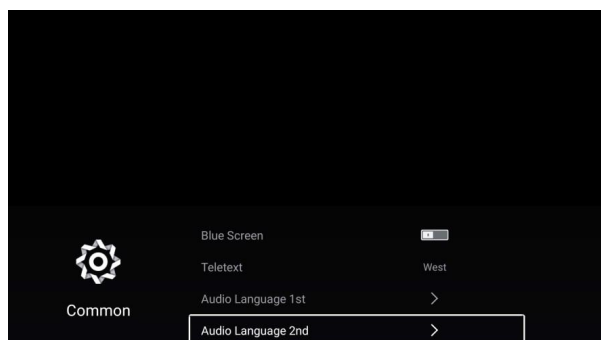 Blue Screen
Teletext West
Audio Language 1st
Common
Audio Language 2nd